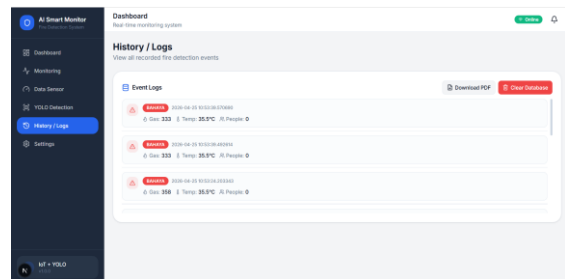 AI Smart Monitor
Fire Detection System
Dashboard
Monitoring
Data Sensor
YOLO Detection
History / Logs
Settings
IoT + YOLO
N
Dashboard
Real-time monitoring system
Online
History / Logs
View all recorded fire detection events
Event Logs
Download PDF
Clear Database
BAHAYA
Gas: 333 Temp: 35.5°C People: 0
BAHAYA
Gas: 333 Temp: 35.5°C People: 0
BAHAYA
Gas: 358 Temp: 35.5°C People: 0